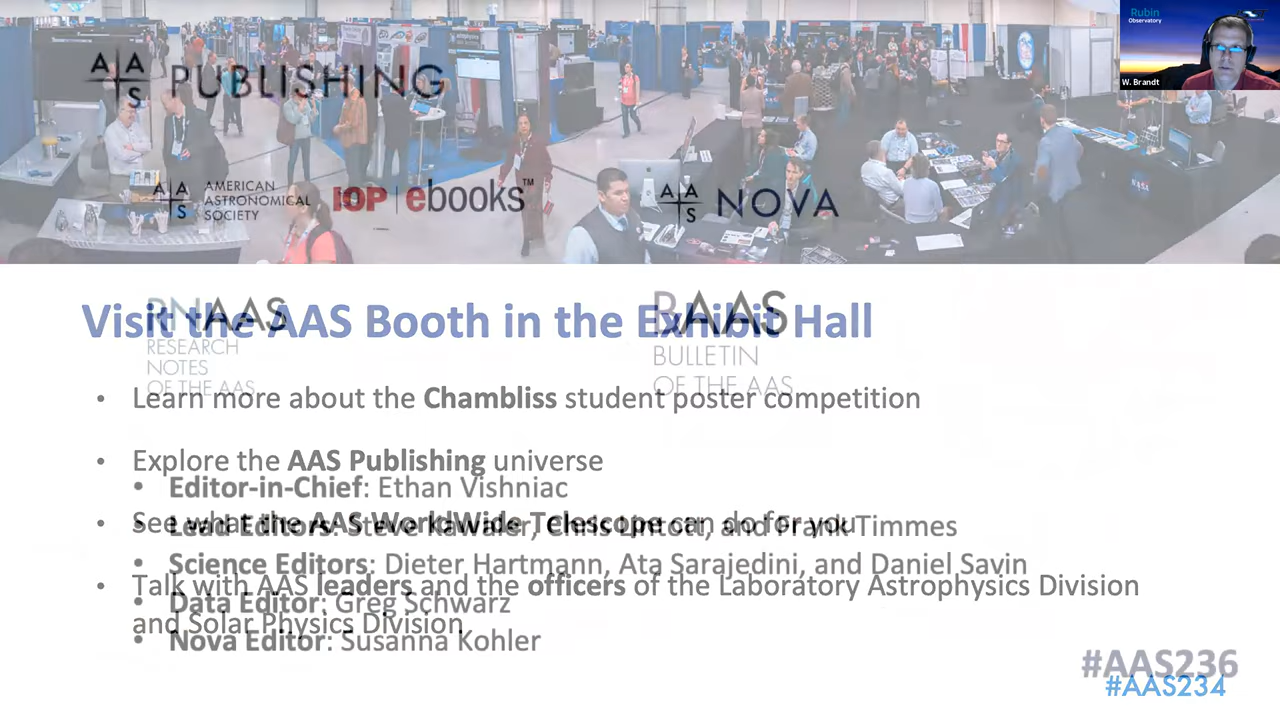 Rubin
Observatory
W. Brandt
AAS PUBLISHING
AAS AMERICAN
ASTRONOMICAL
SOCIETY
IOP | ebooks™
AAS NOVA
Visit the AAS Booth in the Exhibit Hall
RNAAS
RESEARCH
NOTES
OF THE AAS
BAAS
BULLETIN
OF THE AAS
• Learn more about the Chambliss student poster competition
• Explore the AAS Publishing universe
• Editor-in-Chief: Ethan Vishniac
• See what the AAS WorldWide Telescope can do for you
• Lead Editors: Steve Kawaler, Chris Lintott, and Frank Timmes
• Science Editors: Dieter Hartmann, Ata Sarajedini, and Daniel Savin
• Talk with AAS leaders and the officers of the Laboratory Astrophysics Division
and Solar Physics Division
• Data Editor: Greg Schwarz
• Nova Editor: Susanna Kohler
#AAS236
#AAS234